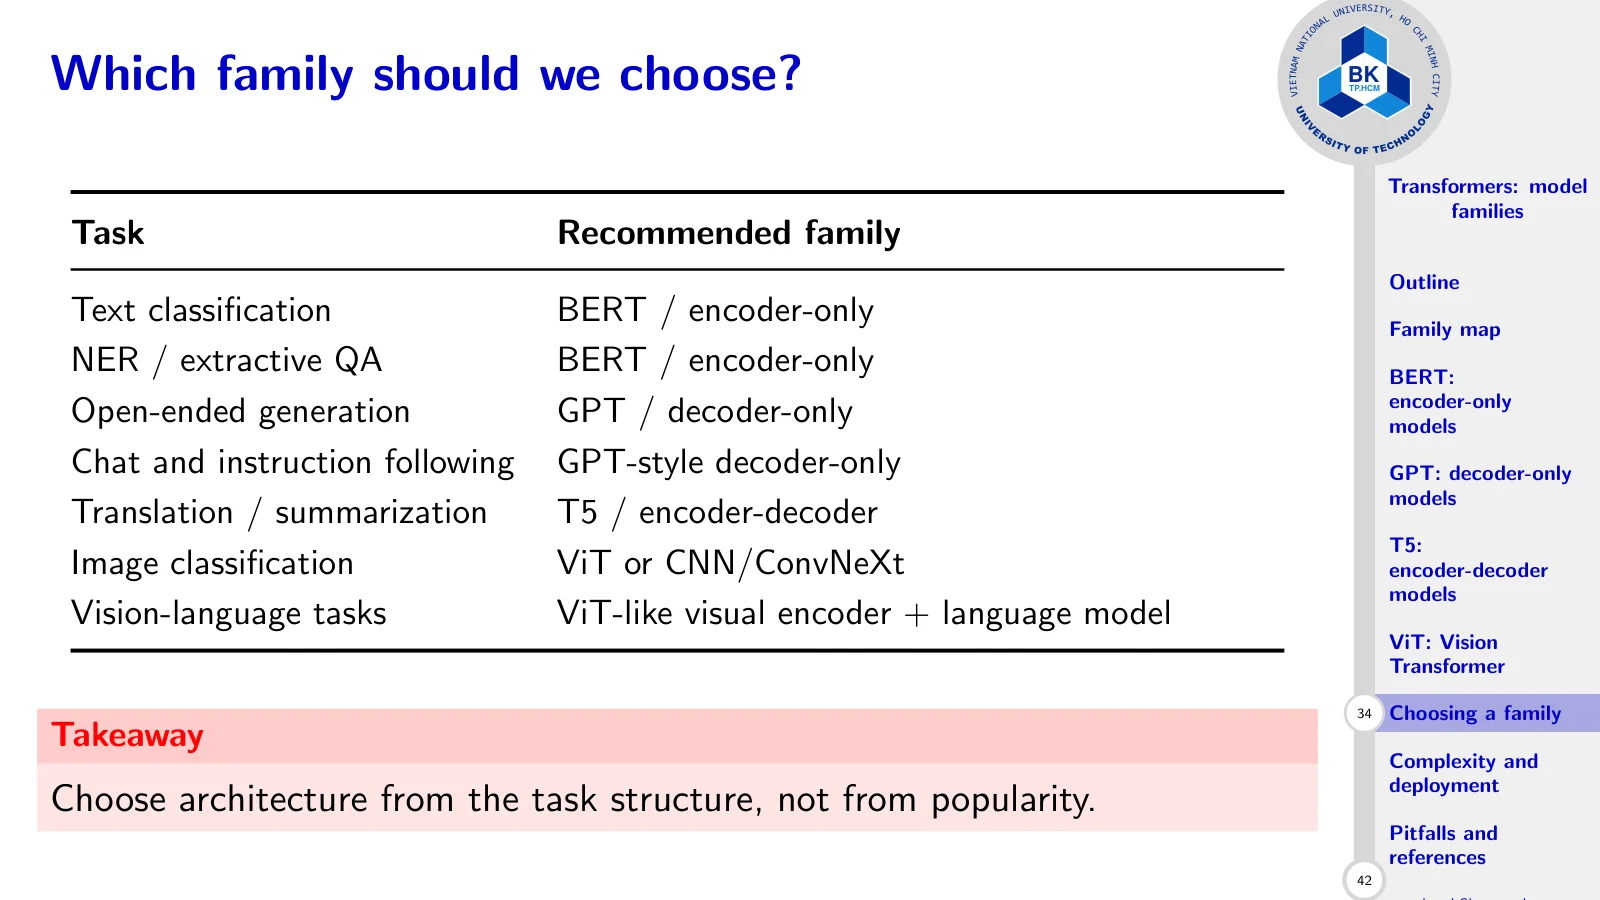 Which family should we choose?
Task Recommended family
Text classification BERT / encoder-only
NER / extractive QA BERT / encoder-only
Open-ended generation GPT / decoder-only
Chat and instruction following GPT-style decoder-only
Translation / summarization T5 / encoder-decoder
Image classification ViT or CNN/ConvNeXt
Vision-language tasks ViT-like visual encoder + language model
Takeaway
Choose architecture from the task structure, not from popularity.
VIETNAM NATIONAL UNIVERSITY, HO CHI MINH CITY
BK
TP.HCM
UNIVERSITY OF TECHNOLOGY
Transformers: model
families
Outline
Family map
BERT:
encoder-only
models
GPT: decoder-only
models
T5:
encoder-decoder
models
ViT: Vision
Transformer
34 Choosing a family
Complexity and
deployment
Pitfalls and
references
42